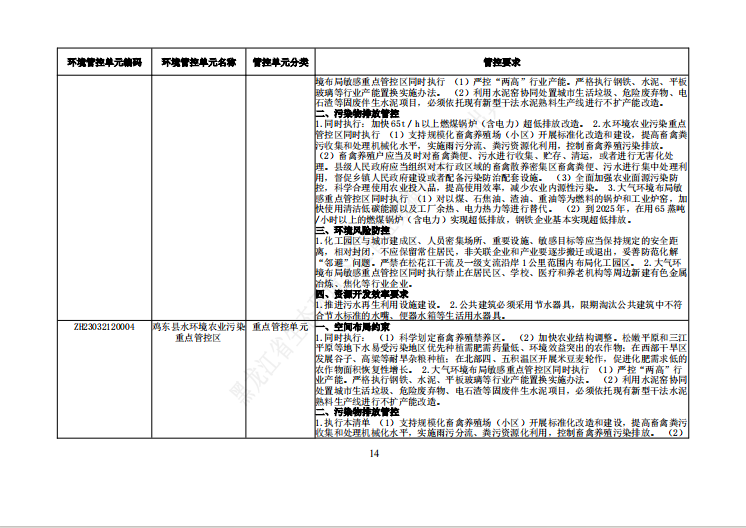 环境管控单元编码 环境管控单元名称 管控单元分类 管控要求
境布局敏感重点管控区同时执行 （1）严控“两高”行业产能。严格执行钢铁、水泥、平板
玻璃等行业产能置换实施办法。 （2）利用水泥窑协同处置城市生活垃圾、危险废弃物、电
石渣等固废伴生水泥项目，必须依托现有新型干法水泥熟料生产线进行不扩产能改造。
二、污染物排放管控
1.同时执行：加快65t/h以上燃煤锅炉（含电力）超低排放改造。 2.水环境农业污染重点
管控区同时执行 （1）支持规模化畜禽养殖场（小区）开展标准化改造和建设，提高畜禽粪
污收集和处理机械化水平，实施雨污分流、粪污资源化利用，控制畜禽养殖污染排放。
（2）畜禽养殖户应当及时对畜禽粪便、污水进行收集、贮存、清运，或者进行无害化处
理。县级人民政府应当组织对本行政区域的畜禽散养密集区畜禽粪便、污水进行集中处理利
用，督促乡镇人民政府建设或者配备污染防治配套设施。 （3）全面加强农业面源污染防
控，科学合理使用农业投入品，提高使用效率，减少农业内源性污染。 3.大气环境布局敏
感重点管控区同时执行 （1）对以煤、石焦油、渣油、重油等为燃料的锅炉和工业炉窑，加
快使用清洁低碳能源以及工厂余热、电力热力等进行替代。 （2）到2025年，在用65蒸吨
/小时以上的燃煤锅炉（含电力）实现超低排放，钢铁企业基本实现超低排放。
三、环境风险防控
1.化工园区与城市建成区、人员密集场所、重要设施、敏感目标等应当保持规定的安全距
离，相对封闭，不应保留常住居民，非关联企业和产业要逐步搬迁或退出，妥善防范化解
“邻避”问题。严禁在松花江干流及一级支流沿岸1公里范围内布局化工园区。 2.大气环
境布局敏感重点管控区同时执行禁止在居民区、学校、医疗和养老机构等周边新建有色金属
冶炼、焦化等行业企业。
四、资源开发效率要求
1.推进污水再生利用设施建设。 2.公共建筑必须采用节水器具，限期淘汰公共建筑中不符
合节水标准的水嘴、便器水箱等生活用水器具。
ZH23032120004 鸡东县水环境农业污染 重点管控单元 一、空间布局约束
重点管控区 1.同时执行： （1）科学划定畜禽养殖禁养区。 （2）加快农业结构调整。松嫩平原和三江
平原等地下水易受污染地区优先种植需肥需药量低、环境效益突出的农作物；在西部干旱区
发展谷子、高粱等耐旱杂粮种植；在北部四、五积温区开展米豆麦轮作，促进化肥需求低的
农作物面积恢复性增长。 2.大气环境布局敏感重点管控区同时执行 （1）严控“两高”行
业产能。严格执行钢铁、水泥、平板玻璃等行业产能置换实施办法。 （2）利用水泥窑协同
处置城市生活垃圾、危险废弃物、电石渣等固废伴生水泥项目，必须依托现有新型干法水泥
熟料生产线进行不扩产能改造。
二、污染物排放管控
1.执行本清单 （1）支持规模化畜禽养殖场（小区）开展标准化改造和建设，提高畜禽粪污
收集和处理机械化水平，实施雨污分流、粪污资源化利用，控制畜禽养殖污染排放。 （2）
14